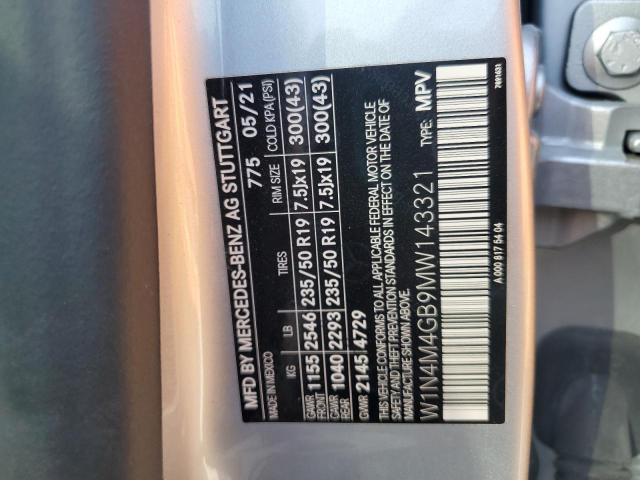 MFD BY MERCEDES-BENZ AG STUTTGART
MADE IN MEXICO 775 05/21
KG LB TIRES RIM SIZE COLD KPA(PSI)
GAWR FRONT 1155 2546 235/50 R19 7.5Jx19 300(43)
GAWR REAR 1040 2293 235/50 R19 7.5Jx19 300(43)
GVWR 2145 4729
THIS VEHICLE CONFORMS TO ALL APPLICABLE FEDERAL MOTOR VEHICLE
SAFETY AND THEFT PREVENTION STANDARDS IN EFFECT ON THE DATE OF
MANUFACTURE SHOWN ABOVE.
W1N4M4GB9MW143321 TYPE: MPV
A 000 817 54 04 7091631